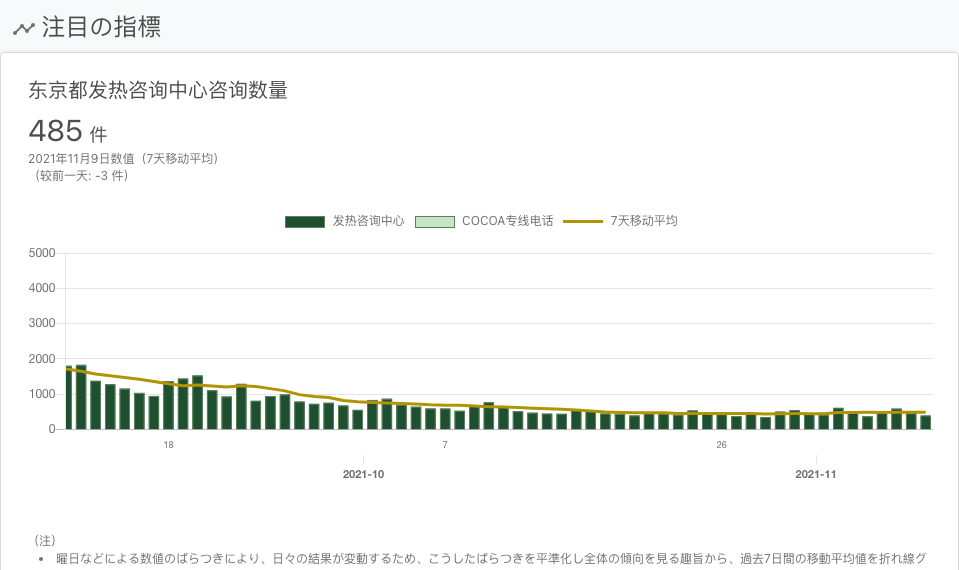 注目の指標
东京都发热咨询中心咨询数量
485 件
2021年11月9日数值（7天移动平均）
（较前一天: -3 件）
发热咨询中心 COCOA专线电话 7天移动平均
5000
4000
3000
2000
1000
0
18 7 26
2021-10 2021-11
（注）
• 曜日などによる数値のばらつきにより、日々の結果が変動するため、こうしたばらつきを平準化し全体の傾向を見る趣旨から、過去7日間の移動平均値を折れ線グ